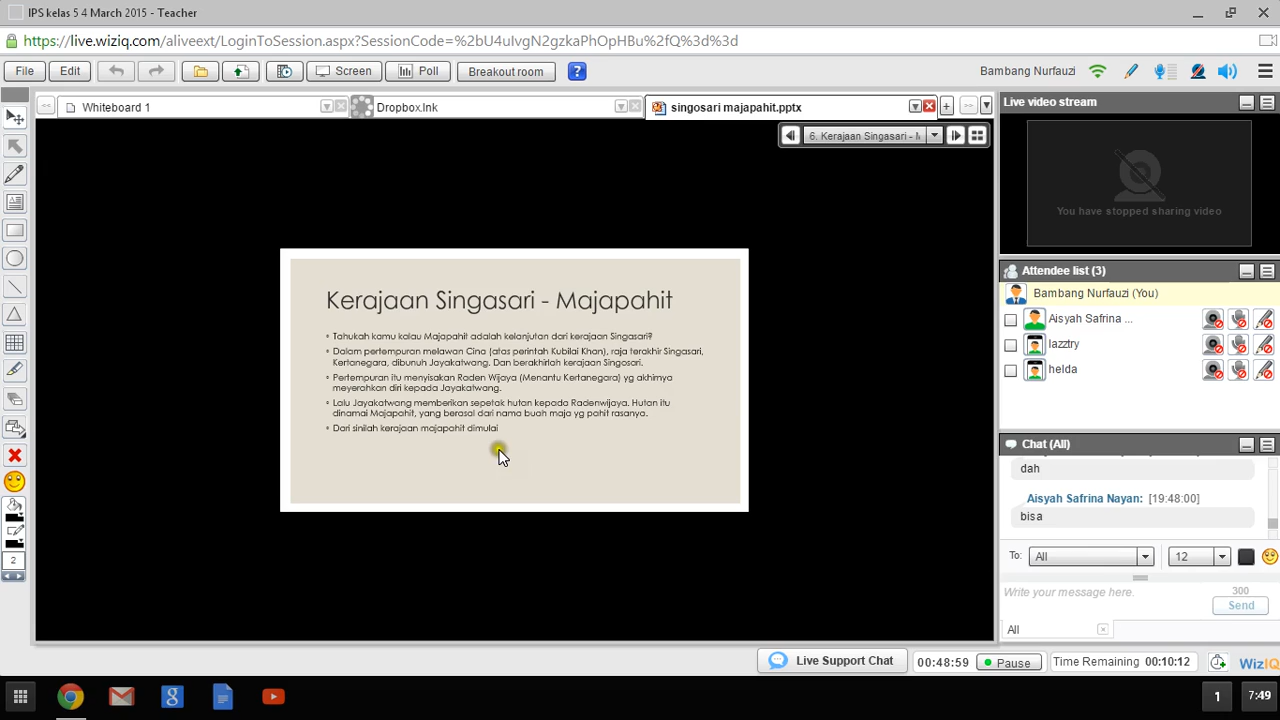 IPS kelas 5 4 March 2015 - Teacher
https://live.wiziq.com/aliveext/LoginToSession.aspx?SessionCode=%2bU4uIvgN2gzkaPhOpHBu%2fQ%3d%3d
File Edit Screen Poll Breakout room ? Bambang Nurfauzi
Whiteboard 1 Dropbox.lnk singosari majapahit.pptx
Live video stream
6. Kerajaan Singasari - M
You have stopped sharing video
Attendee list (3)
Bambang Nurfauzi (You)
Aisyah Safrina ...
lazztry
helda
Kerajaan Singasari - Majapahit
Tahukah kamu kalau Majapahit adalah kelanjutan dari kerajaan Singasari?
Dalam pertempuran melawan Cina (atas perintah Kubilai Khan), raja terakhir Singasari,
Kertanegara, dibunuh Jayakatwang. Dan berakhirlah kerajaan Singosari.
Pertempuran itu menyisakan Raden Wijaya (Menantu Kertanegara) yg akhirnya
meyerahkan diri kepada Jayakatwang.
Lalu Jayakatwang memberikan sepetak hutan kepada Radenwijaya. Hutan itu
dinamai Majapahit, yang berasal dari nama buah maja yg pahit rasanya.
Dari sinilah kerajaan majapahit dimulai
Chat (All)
dah
Aisyah Safrina Nayan: [19:48:00]
bisa
To: All 12
Write your message here. 300
Send
All
2
Live Support Chat 00:48:59 Pause Time Remaining 00:10:12 WizIQ
1 7:49